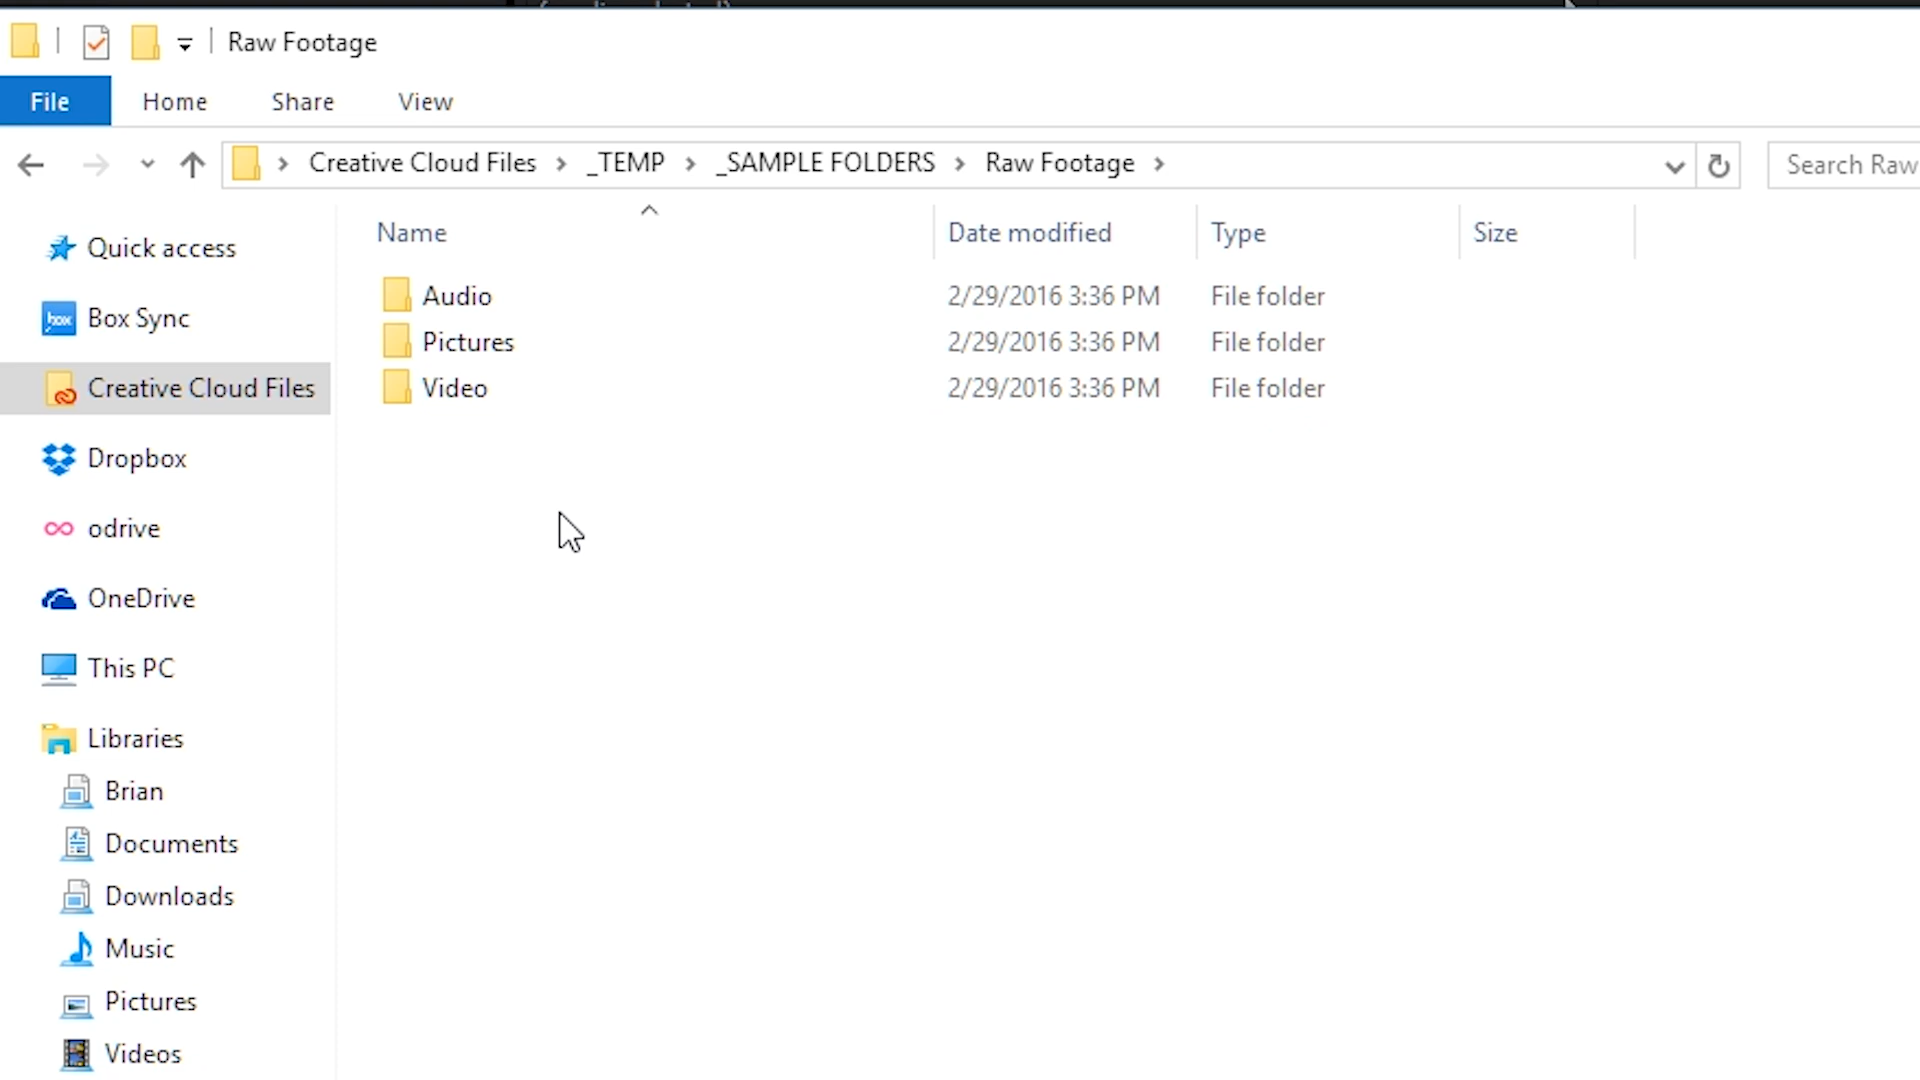 Raw Footage
File Home Share View
Creative Cloud Files _TEMP _SAMPLE FOLDERS Raw Footage Search Raw
Name Date modified Type Size
Quick access
Box Sync
Creative Cloud Files
Dropbox
odrive
OneDrive
This PC
Libraries
Brian
Documents
Downloads
Music
Pictures
Videos
Audio 2/29/2016 3:36 PM File folder
Pictures 2/29/2016 3:36 PM File folder
Video 2/29/2016 3:36 PM File folder
box